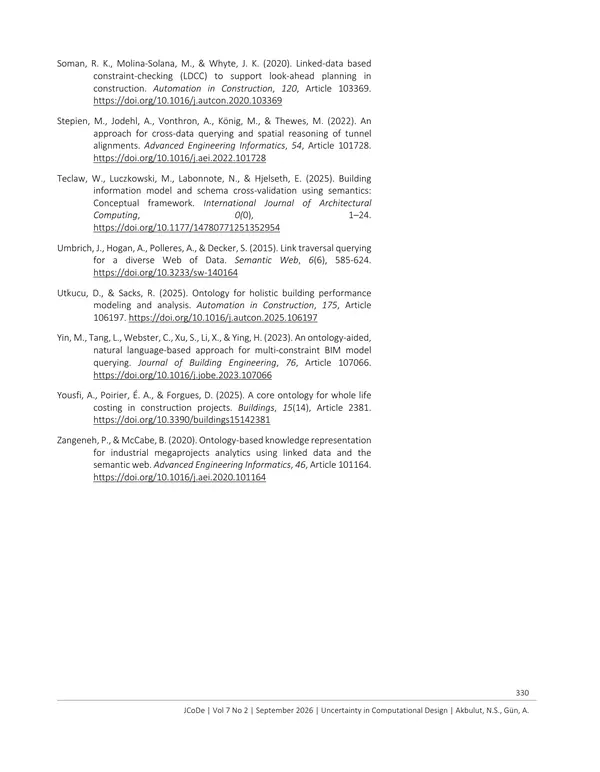 Soman, R. K., Molina-Solana, M., & Whyte, J. K. (2020). Linked-data based
constraint-checking (LDCC) to support look-ahead planning in
construction. Automation in Construction, 120, Article 103369.
https://doi.org/10.1016/j.autcon.2020.103369
Stepien, M., Jodehl, A., Vonthron, A., König, M., & Thewes, M. (2022). An
approach for cross-data querying and spatial reasoning of tunnel
alignments. Advanced Engineering Informatics, 54, Article 101728.
https://doi.org/10.1016/j.aei.2022.101728
Teclaw, W., Luczkowski, M., Labonnote, N., & Hjelseth, E. (2025). Building
information model and schema cross-validation using semantics:
Conceptual framework. International Journal of Architectural
Computing, 0(0), 1–24.
https://doi.org/10.1177/14780771251352954
Umbrich, J., Hogan, A., Polleres, A., & Decker, S. (2015). Link traversal querying
for a diverse Web of Data. Semantic Web, 6(6), 585-624.
https://doi.org/10.3233/sw-140164
Utkucu, D., & Sacks, R. (2025). Ontology for holistic building performance
modeling and analysis. Automation in Construction, 175, Article
106197. https://doi.org/10.1016/j.autcon.2025.106197
Yin, M., Tang, L., Webster, C., Xu, S., Li, X., & Ying, H. (2023). An ontology-aided,
natural language-based approach for multi-constraint BIM model
querying. Journal of Building Engineering, 76, Article 107066.
https://doi.org/10.1016/j.jobe.2023.107066
Yousfi, A., Poirier, É. A., & Forgues, D. (2025). A core ontology for whole life
costing in construction projects. Buildings, 15(14), Article 2381.
https://doi.org/10.3390/buildings15142381
Zangeneh, P., & McCabe, B. (2020). Ontology-based knowledge representation
for industrial megaprojects analytics using linked data and the
semantic web. Advanced Engineering Informatics, 46, Article 101164.
https://doi.org/10.1016/j.aei.2020.101164
330
JCoDe | Vol 7 No 2 | September 2026 | Uncertainty in Computational Design | Akbulut, N.S., Gün, A.